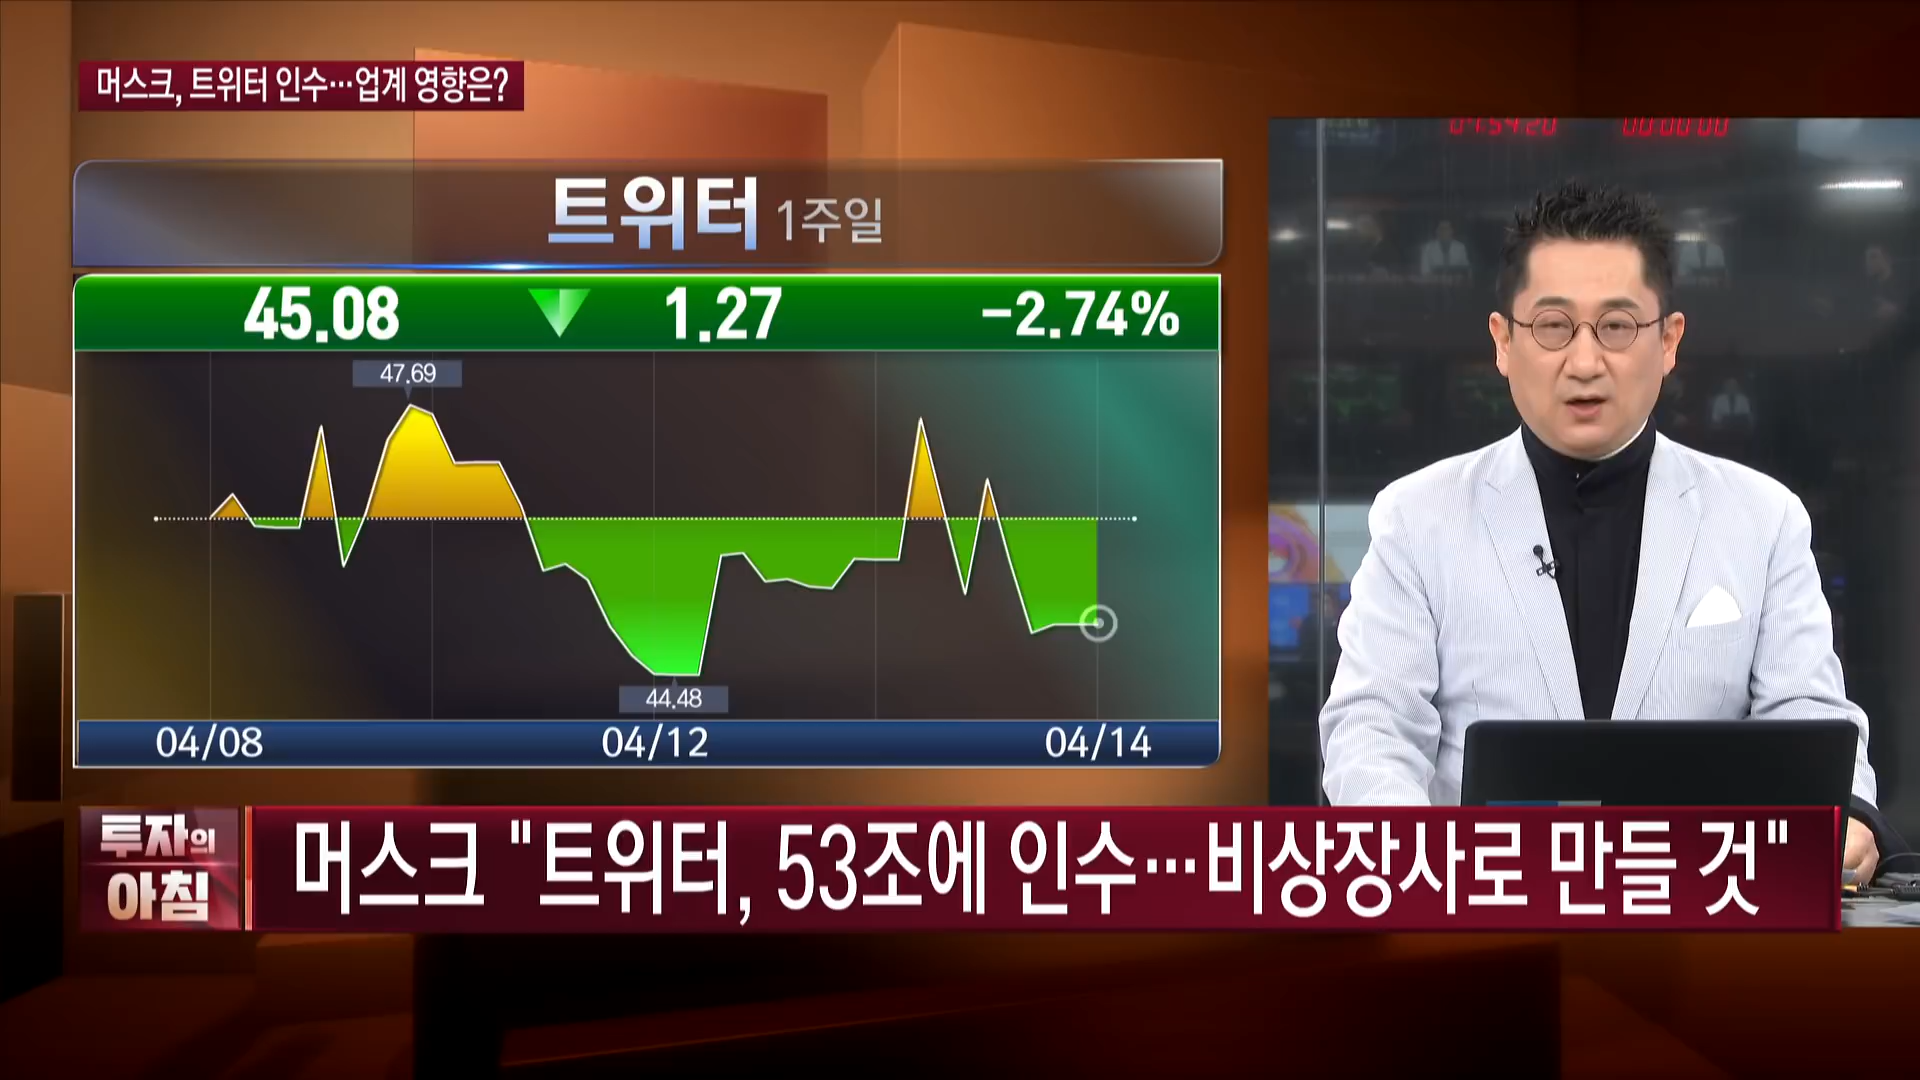 머스크, 트위터 인수…업계 영향은?
트위터 1주일
45.08 ▼ 1.27 -2.74%
47.69
44.48
04/08 04/12 04/14
투자의
아침
머스크 "트위터, 53조에 인수…비상장사로 만들 것"